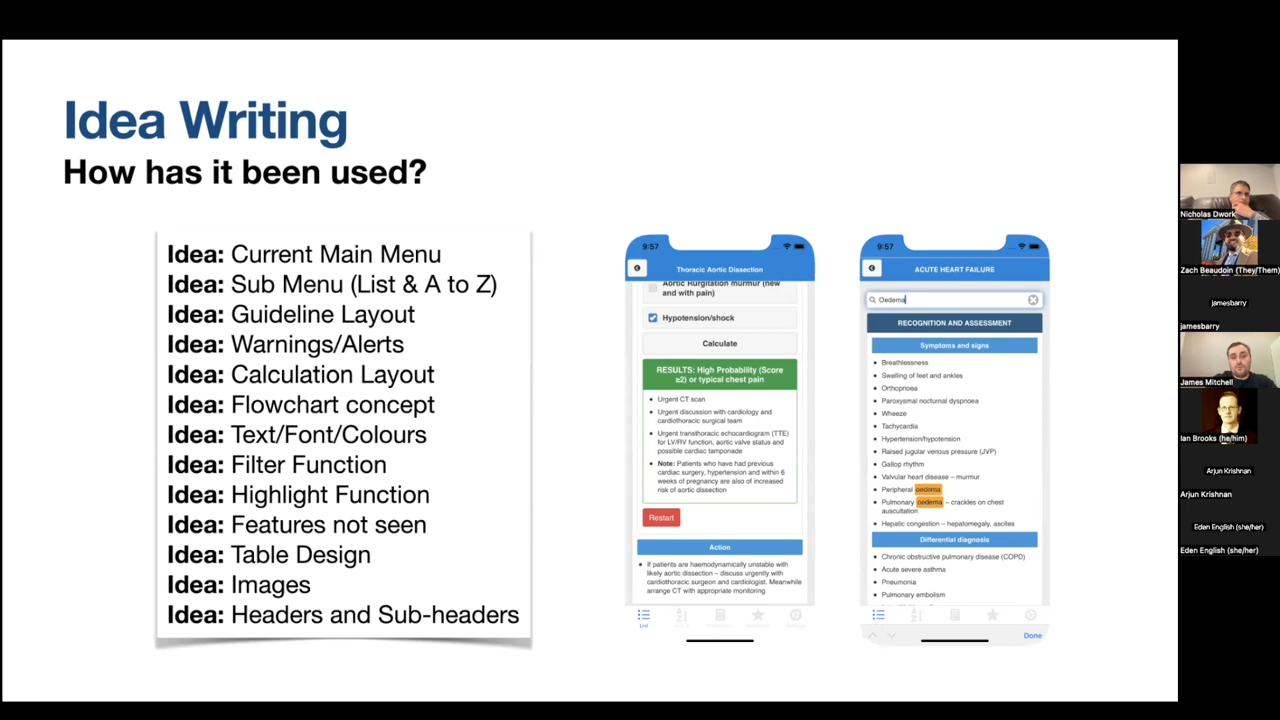 Idea Writing
How has it been used?
Idea: Current Main Menu
Idea: Sub Menu (List & A to Z)
Idea: Guideline Layout
Idea: Warnings/Alerts
Idea: Calculation Layout
Idea: Flowchart concept
Idea: Text/Font/Colours
Idea: Filter Function
Idea: Highlight Function
Idea: Features not seen
Idea: Table Design
Idea: Images
Idea: Headers and Sub-headers
9:57
Thoracic Aortic Dissection
Aortic Rurgitation murmur (new
and with pain)
Hypotension/shock
Calculate
RESULTS: High Probability (Score
≥2) or typical chest pain
Urgent CT scan
Urgent discussion with cardiology and
cardiothoracic surgical team
Urgent transthoracic echocardiogram (TTE)
for LV/RV function, aortic valve status and
possible cardiac tamponade
Note: Patients who have had previous
cardiac surgery, hypertension and within 6
weeks of pregnancy are also of increased
risk of aortic dissection
Restart
Action
If patients are haemodynamically unstable with
likely aortic dissection – discuss urgently with
cardiothoracic surgeon and cardiologist. Meanwhile
arrange CT with appropriate monitoring
List
9:57
ACUTE HEART FAILURE
Oedema
RECOGNITION AND ASSESSMENT
Symptoms and signs
Breathlessness
Swelling of feet and ankles
Orthopnoea
Paroxysmal nocturnal dyspnoea
Wheeze
Tachycardia
Hypertension/hypotension
Raised jugular venous pressure (JVP)
Gallop rhythm
Valvular heart disease – murmur
Peripheral oedema
Pulmonary oedema – crackles on chest
auscultation
Hepatic congestion – hepatomegaly, ascites
Differential diagnosis
Chronic obstructive pulmonary disease (COPD)
Acute severe asthma
Pneumonia
Pulmonary embolism
Done
Nicholas Dwork
Zach Beaudoin (They/Them)
jamesbarry
jamesbarry
James Mitchell
Ian Brooks (he/him)
Arjun Krishnan
Arjun Krishnan
Eden English (she/her)
Eden English (she/her)